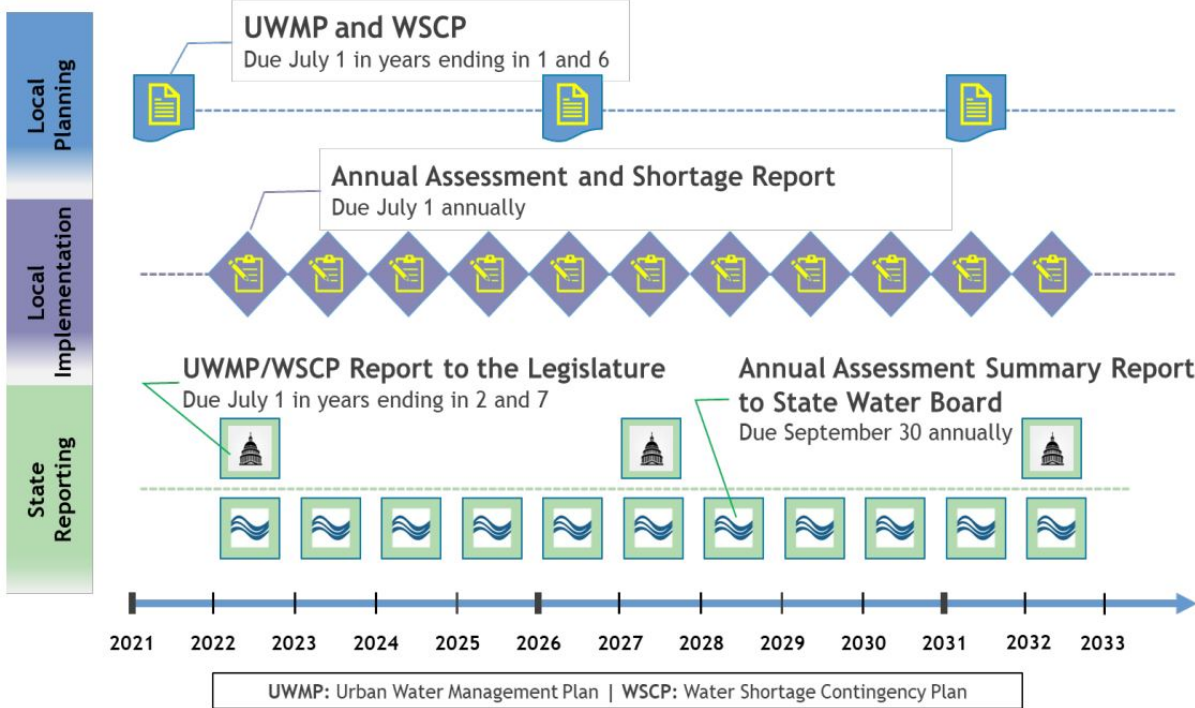 UWMP and WSCP
Due July 1 in years ending in 1 and 6
Local
Planning
Annual Assessment and Shortage Report
Due July 1 annually
Local
Implementation
UWMP/WSCP Report to the Legislature
Due July 1 in years ending in 2 and 7
Annual Assessment Summary Report
to State Water Board
Due September 30 annually
State
Reporting
2021 2022 2023 2024 2025 2026 2027 2028 2029 2030 2031 2032 2033
UWMP: Urban Water Management Plan | WSCP: Water Shortage Contingency Plan